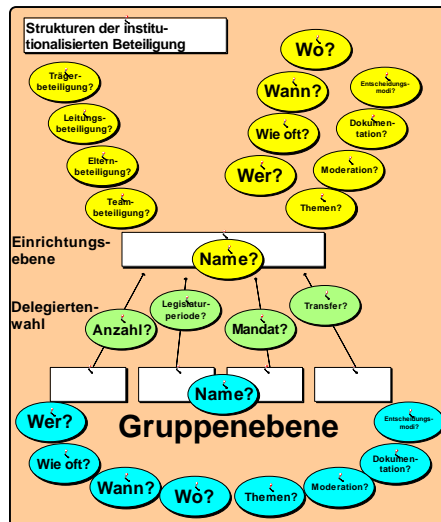 Strukturen der institu-
tionalisierten Beteiligung
Träger-
beteiligung?
Leitungs-
beteiligung?
Eltern-
beteiligung?
Team-
beteiligung?
Wo?
Wann?
Wie oft?
Wer?
Entscheidungs-
modi?
Dokumen-
tation?
Moderation?
Themen?
Einrichtungs-
ebene
Name?
Delegierten-
wahl
Anzahl?
Legislatur-
periode?
Mandat?
Transfer?
Name?
Gruppenebene
Wer?
Wie oft?
Wann?
Wo?
Themen?
Moderation?
Dokumen-
tation?
Entscheidungs-
modi?